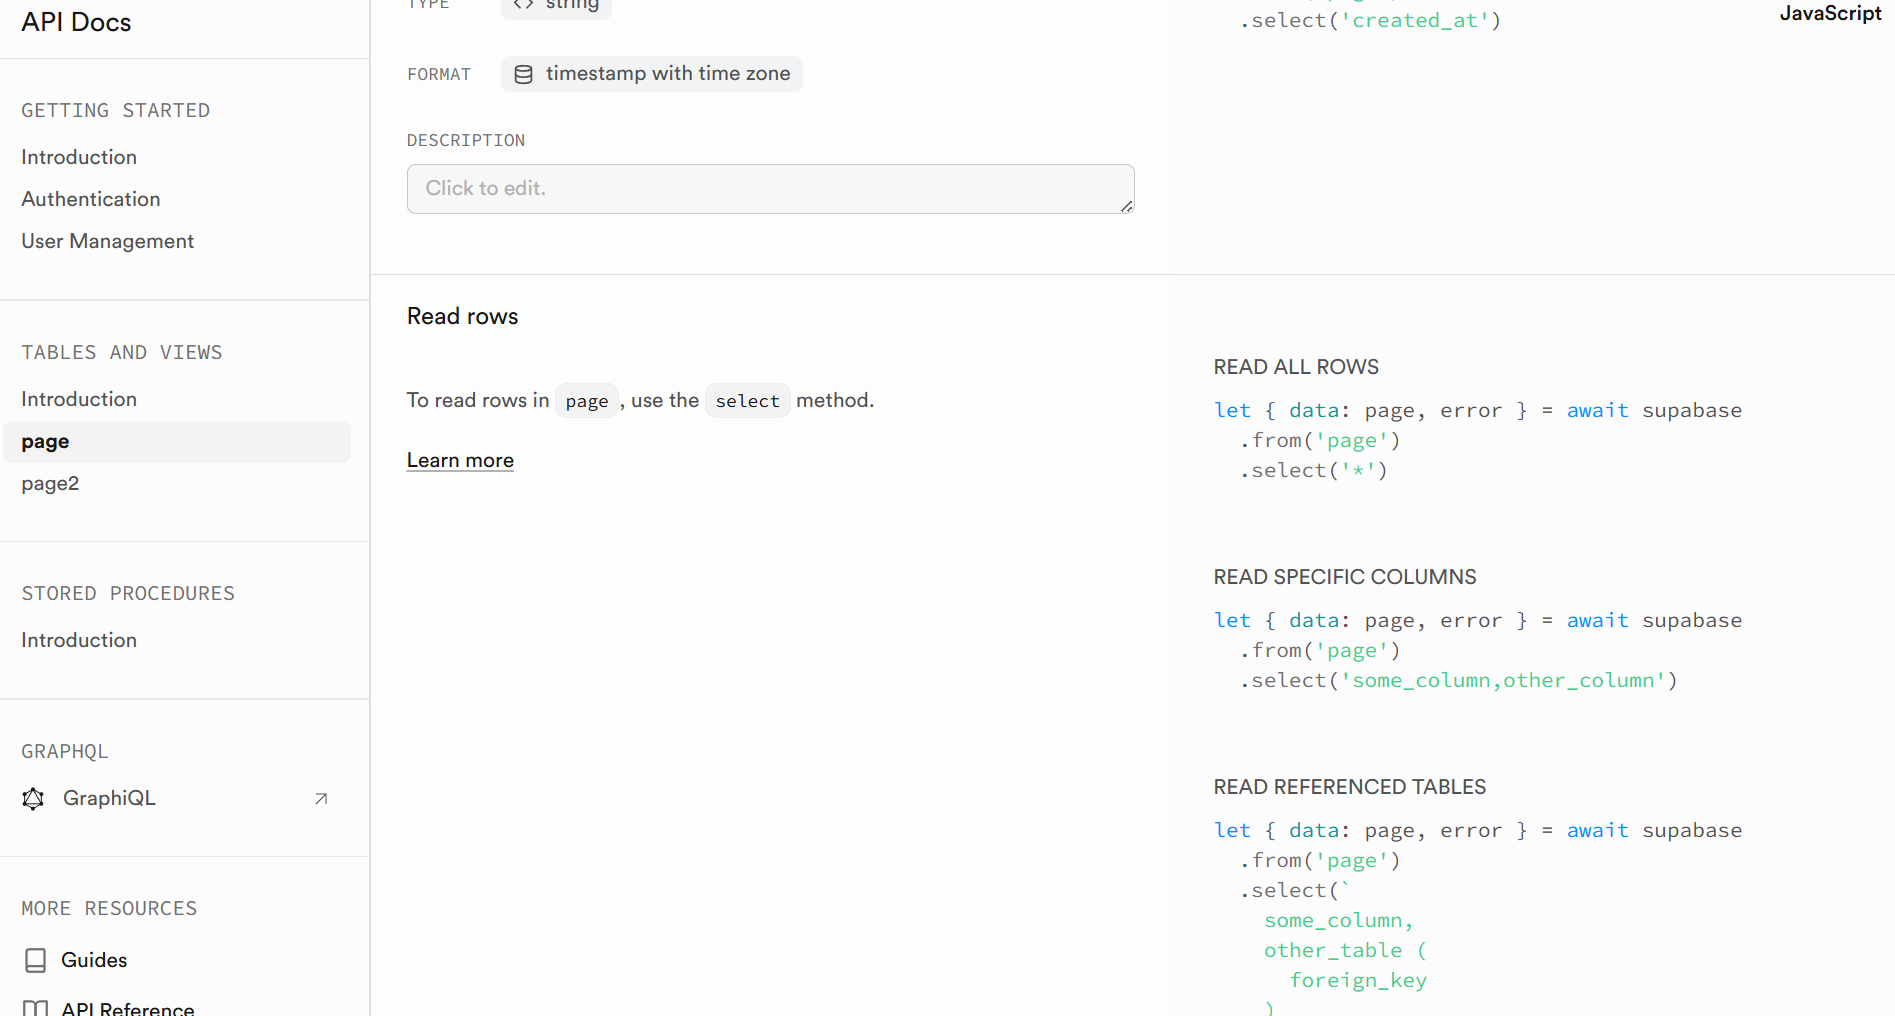 API Docs
GETTING STARTED
Introduction
Authentication
User Management
TABLES AND VIEWS
Introduction
page
page2
STORED PROCEDURES
Introduction
GRAPHQL
GraphiQL
MORE RESOURCES
Guides
API Reference
TYPE <> string
FORMAT timestamp with time zone
DESCRIPTION
Click to edit.
Read rows
To read rows in page, use the select method.
Learn more
JavaScript
.select('created_at')
READ ALL ROWS
let { data: page, error } = await supabase
.from('page')
.select('*')
READ SPECIFIC COLUMNS
let { data: page, error } = await supabase
.from('page')
.select('some_column,other_column')
READ REFERENCED TABLES
let { data: page, error } = await supabase
.from('page')
.select(`
some_column,
other_table (
foreign_key
)